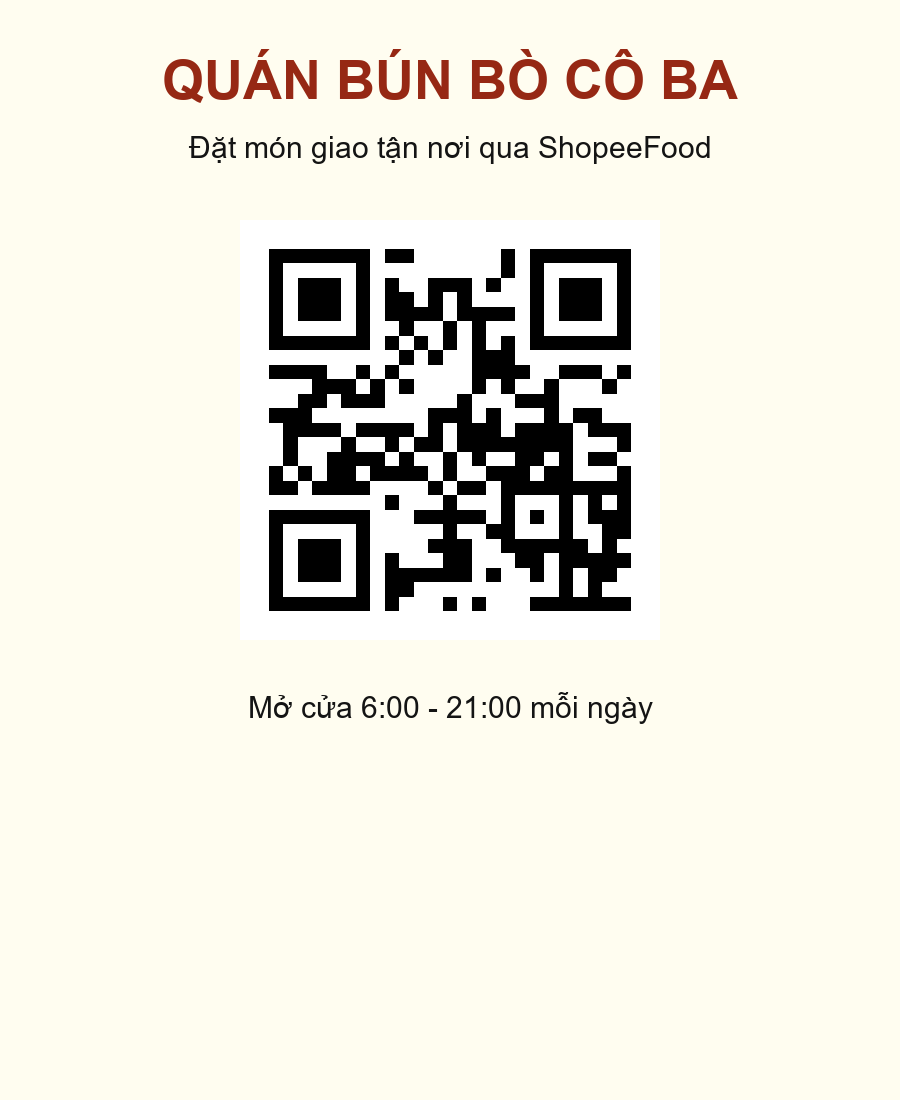 QUÁN BÚN BÒ CÔ BA
Đặt món giao tận nơi qua ShopeeFood
Mở cửa 6:00 - 21:00 mỗi ngày